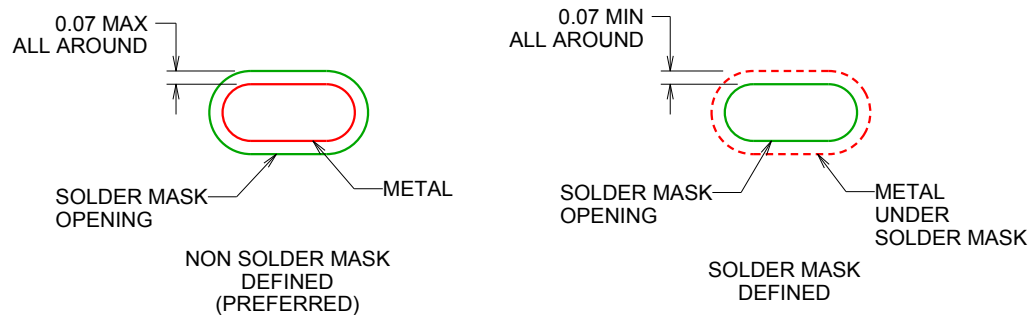 0.07 MAX
ALL AROUND
SOLDER MASK
OPENING
METAL
NON SOLDER MASK
DEFINED
(PREFERRED)
0.07 MIN
ALL AROUND
SOLDER MASK
OPENING
METAL
UNDER
SOLDER MASK
SOLDER MASK
DEFINED